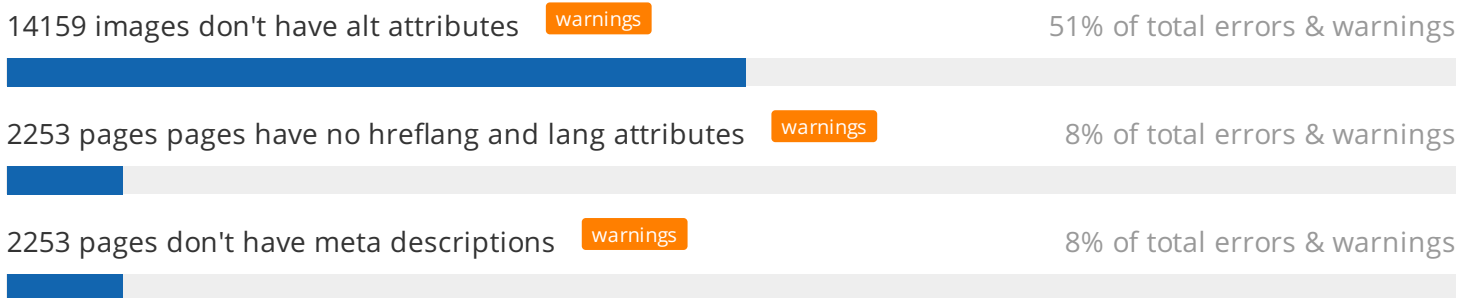 14159 images don't have alt attributes warnings 51% of total errors & warnings
2253 pages pages have no hreflang and lang attributes warnings 8% of total errors & warnings
2253 pages don't have meta descriptions warnings 8% of total errors & warnings